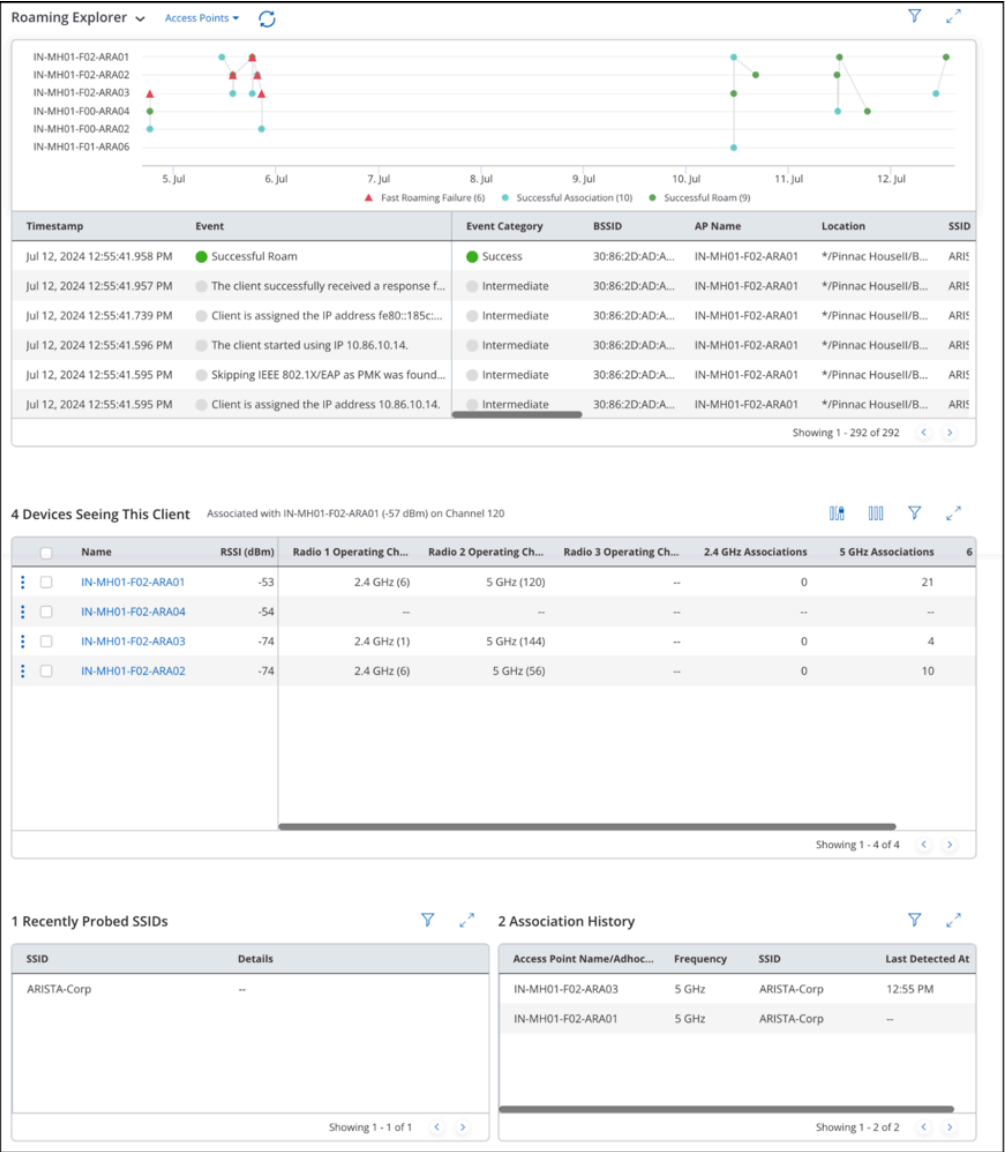 Roaming Explorer Access Points
IN-MH01-F02-ARA01
IN-MH01-F02-ARA02
IN-MH01-F02-ARA03
IN-MH01-F00-ARA04
IN-MH01-F00-ARA02
IN-MH01-F01-ARA06
5. Jul 6. Jul 7. Jul 8. Jul 9. Jul 10. Jul 11. Jul 12. Jul
Fast Roaming Failure (6) Successful Association (10) Successful Roam (9)
Timestamp Event Event Category BSSID AP Name Location SSID
Jul 12, 2024 12:55:41.958 PM Successful Roam Success 30:86:2D:AD:A... IN-MH01-F02-ARA01 */Pinnac HouseII/B... ARIS
Jul 12, 2024 12:55:41.957 PM The client successfully received a response f... Intermediate 30:86:2D:AD:A... IN-MH01-F02-ARA01 */Pinnac HouseII/B... ARIS
Jul 12, 2024 12:55:41.739 PM Client is assigned the IP address fe80::185c:... Intermediate 30:86:2D:AD:A... IN-MH01-F02-ARA01 */Pinnac HouseII/B... ARIS
Jul 12, 2024 12:55:41.596 PM The client started using IP 10.86.10.14. Intermediate 30:86:2D:AD:A... IN-MH01-F02-ARA01 */Pinnac HouseII/B... ARIS
Jul 12, 2024 12:55:41.595 PM Skipping IEEE 802.1X/EAP as PMK was found... Intermediate 30:86:2D:AD:A... IN-MH01-F02-ARA01 */Pinnac HouseII/B... ARIS
Jul 12, 2024 12:55:41.595 PM Client is assigned the IP address 10.86.10.14. Intermediate 30:86:2D:AD:A... IN-MH01-F02-ARA01 */Pinnac HouseII/B... ARIS
Showing 1 - 292 of 292
4 Devices Seeing This Client Associated with IN-MH01-F02-ARA01 (-57 dBm) on Channel 120
Name RSSI (dBm) Radio 1 Operating Ch... Radio 2 Operating Ch... Radio 3 Operating Ch... 2.4 GHz Associations 5 GHz Associations 6
IN-MH01-F02-ARA01 -53 2.4 GHz (6) 5 GHz (120) -- 0 21
IN-MH01-F02-ARA04 -54 -- -- -- -- --
IN-MH01-F02-ARA03 -74 2.4 GHz (1) 5 GHz (144) -- 0 4
IN-MH01-F02-ARA02 -74 2.4 GHz (6) 5 GHz (56) -- 0 10
Showing 1 - 4 of 4
1 Recently Probed SSIDs
SSID Details
ARISTA-Corp --
Showing 1 - 1 of 1
2 Association History
Access Point Name/Adhoc... Frequency SSID Last Detected At
IN-MH01-F02-ARA03 5 GHz ARISTA-Corp 12:55 PM
IN-MH01-F02-ARA01 5 GHz ARISTA-Corp --
Showing 1 - 2 of 2